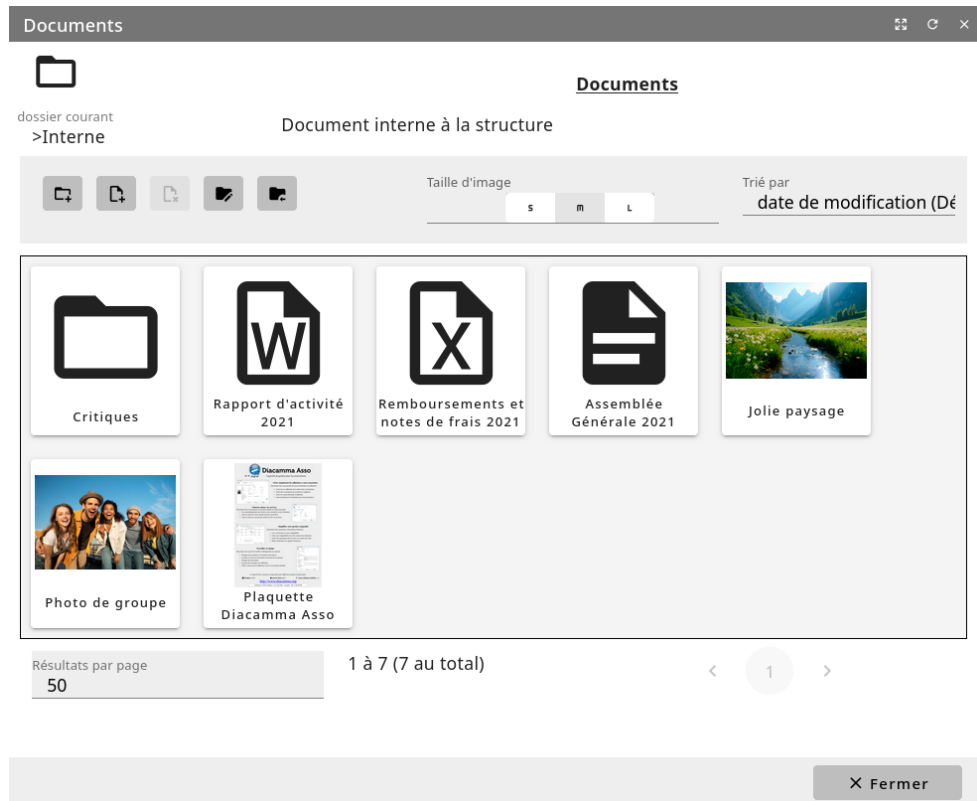 Documents
Documents
dossier courant
>Interne
Document interne à la structure
Taille d'image
S
m
L
Trié par
date de modification (Dé
W
X
Critiques
Rapport d'activité
2021
Remboursements et
notes de frais 2021
Assemblée
Générale 2021
Jolie paysage
Diacamma Asso
Photo de groupe
Plaquette
Diacamma Asso
Résultats par page
50
1 à 7 (7 au total)
1
Fermer